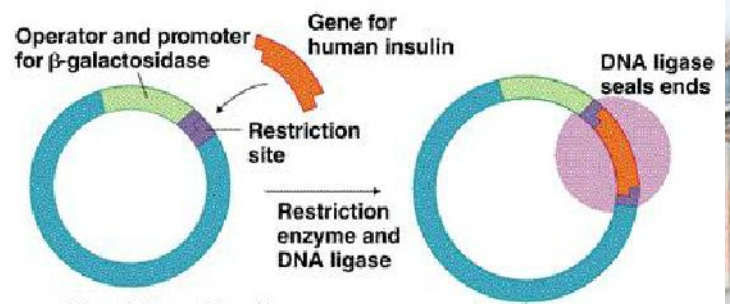 Operator and promoter
for β-galactosidase
Gene for
human insulin
Restriction
site
Restriction
enzyme and
DNA ligase
DNA ligase
seals ends